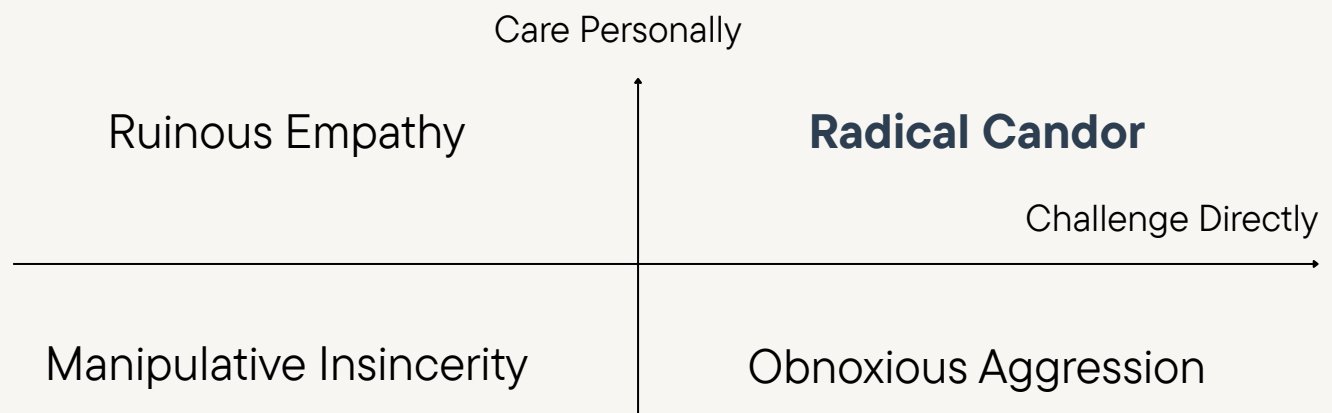 Care Personally
Ruinous Empathy
Radical Candor
Challenge Directly
Manipulative Insincerity
Obnoxious Aggression